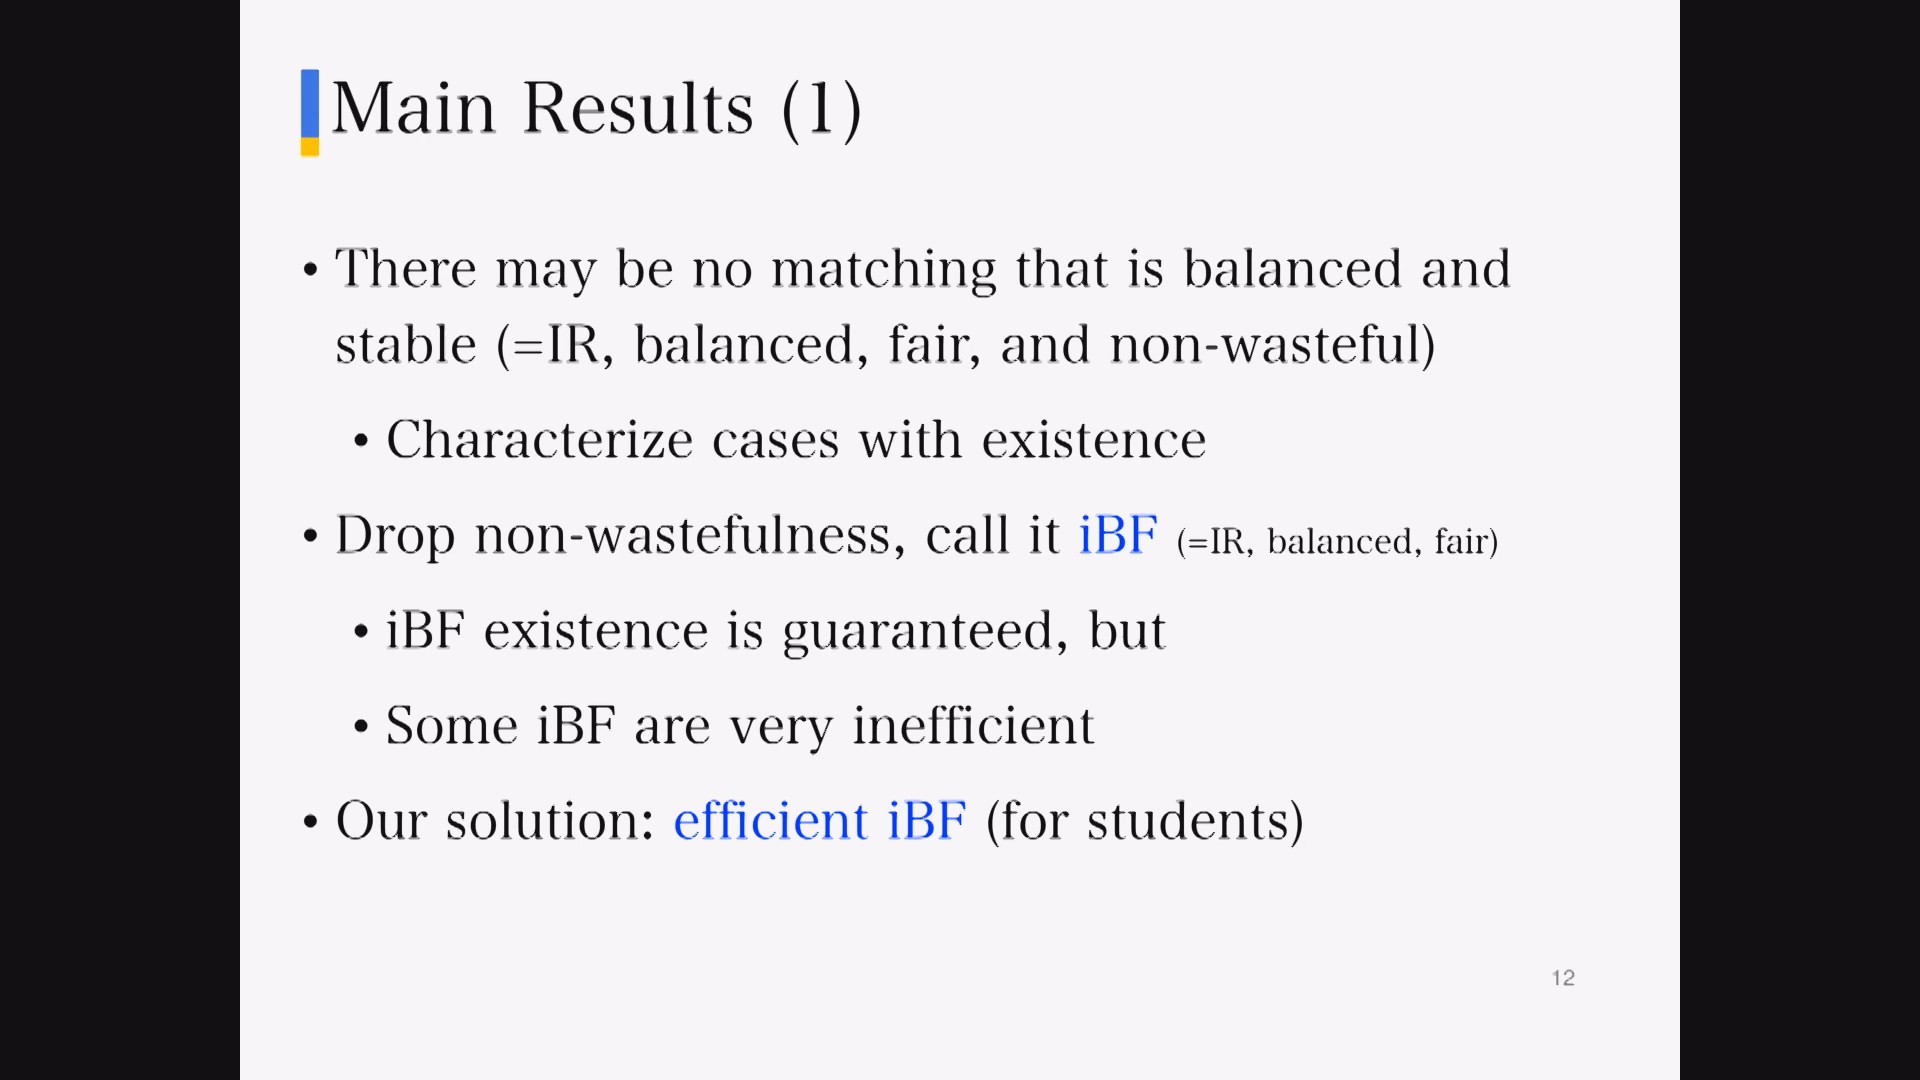 Main Results (1)
• There may be no matching that is balanced and
stable (=IR, balanced, fair, and non-wasteful)
• Characterize cases with existence
• Drop non-wastefulness, call it iBF (=IR, balanced, fair)
• iBF existence is guaranteed, but
• Some iBF are very inefficient
• Our solution: efficient iBF (for students)
12